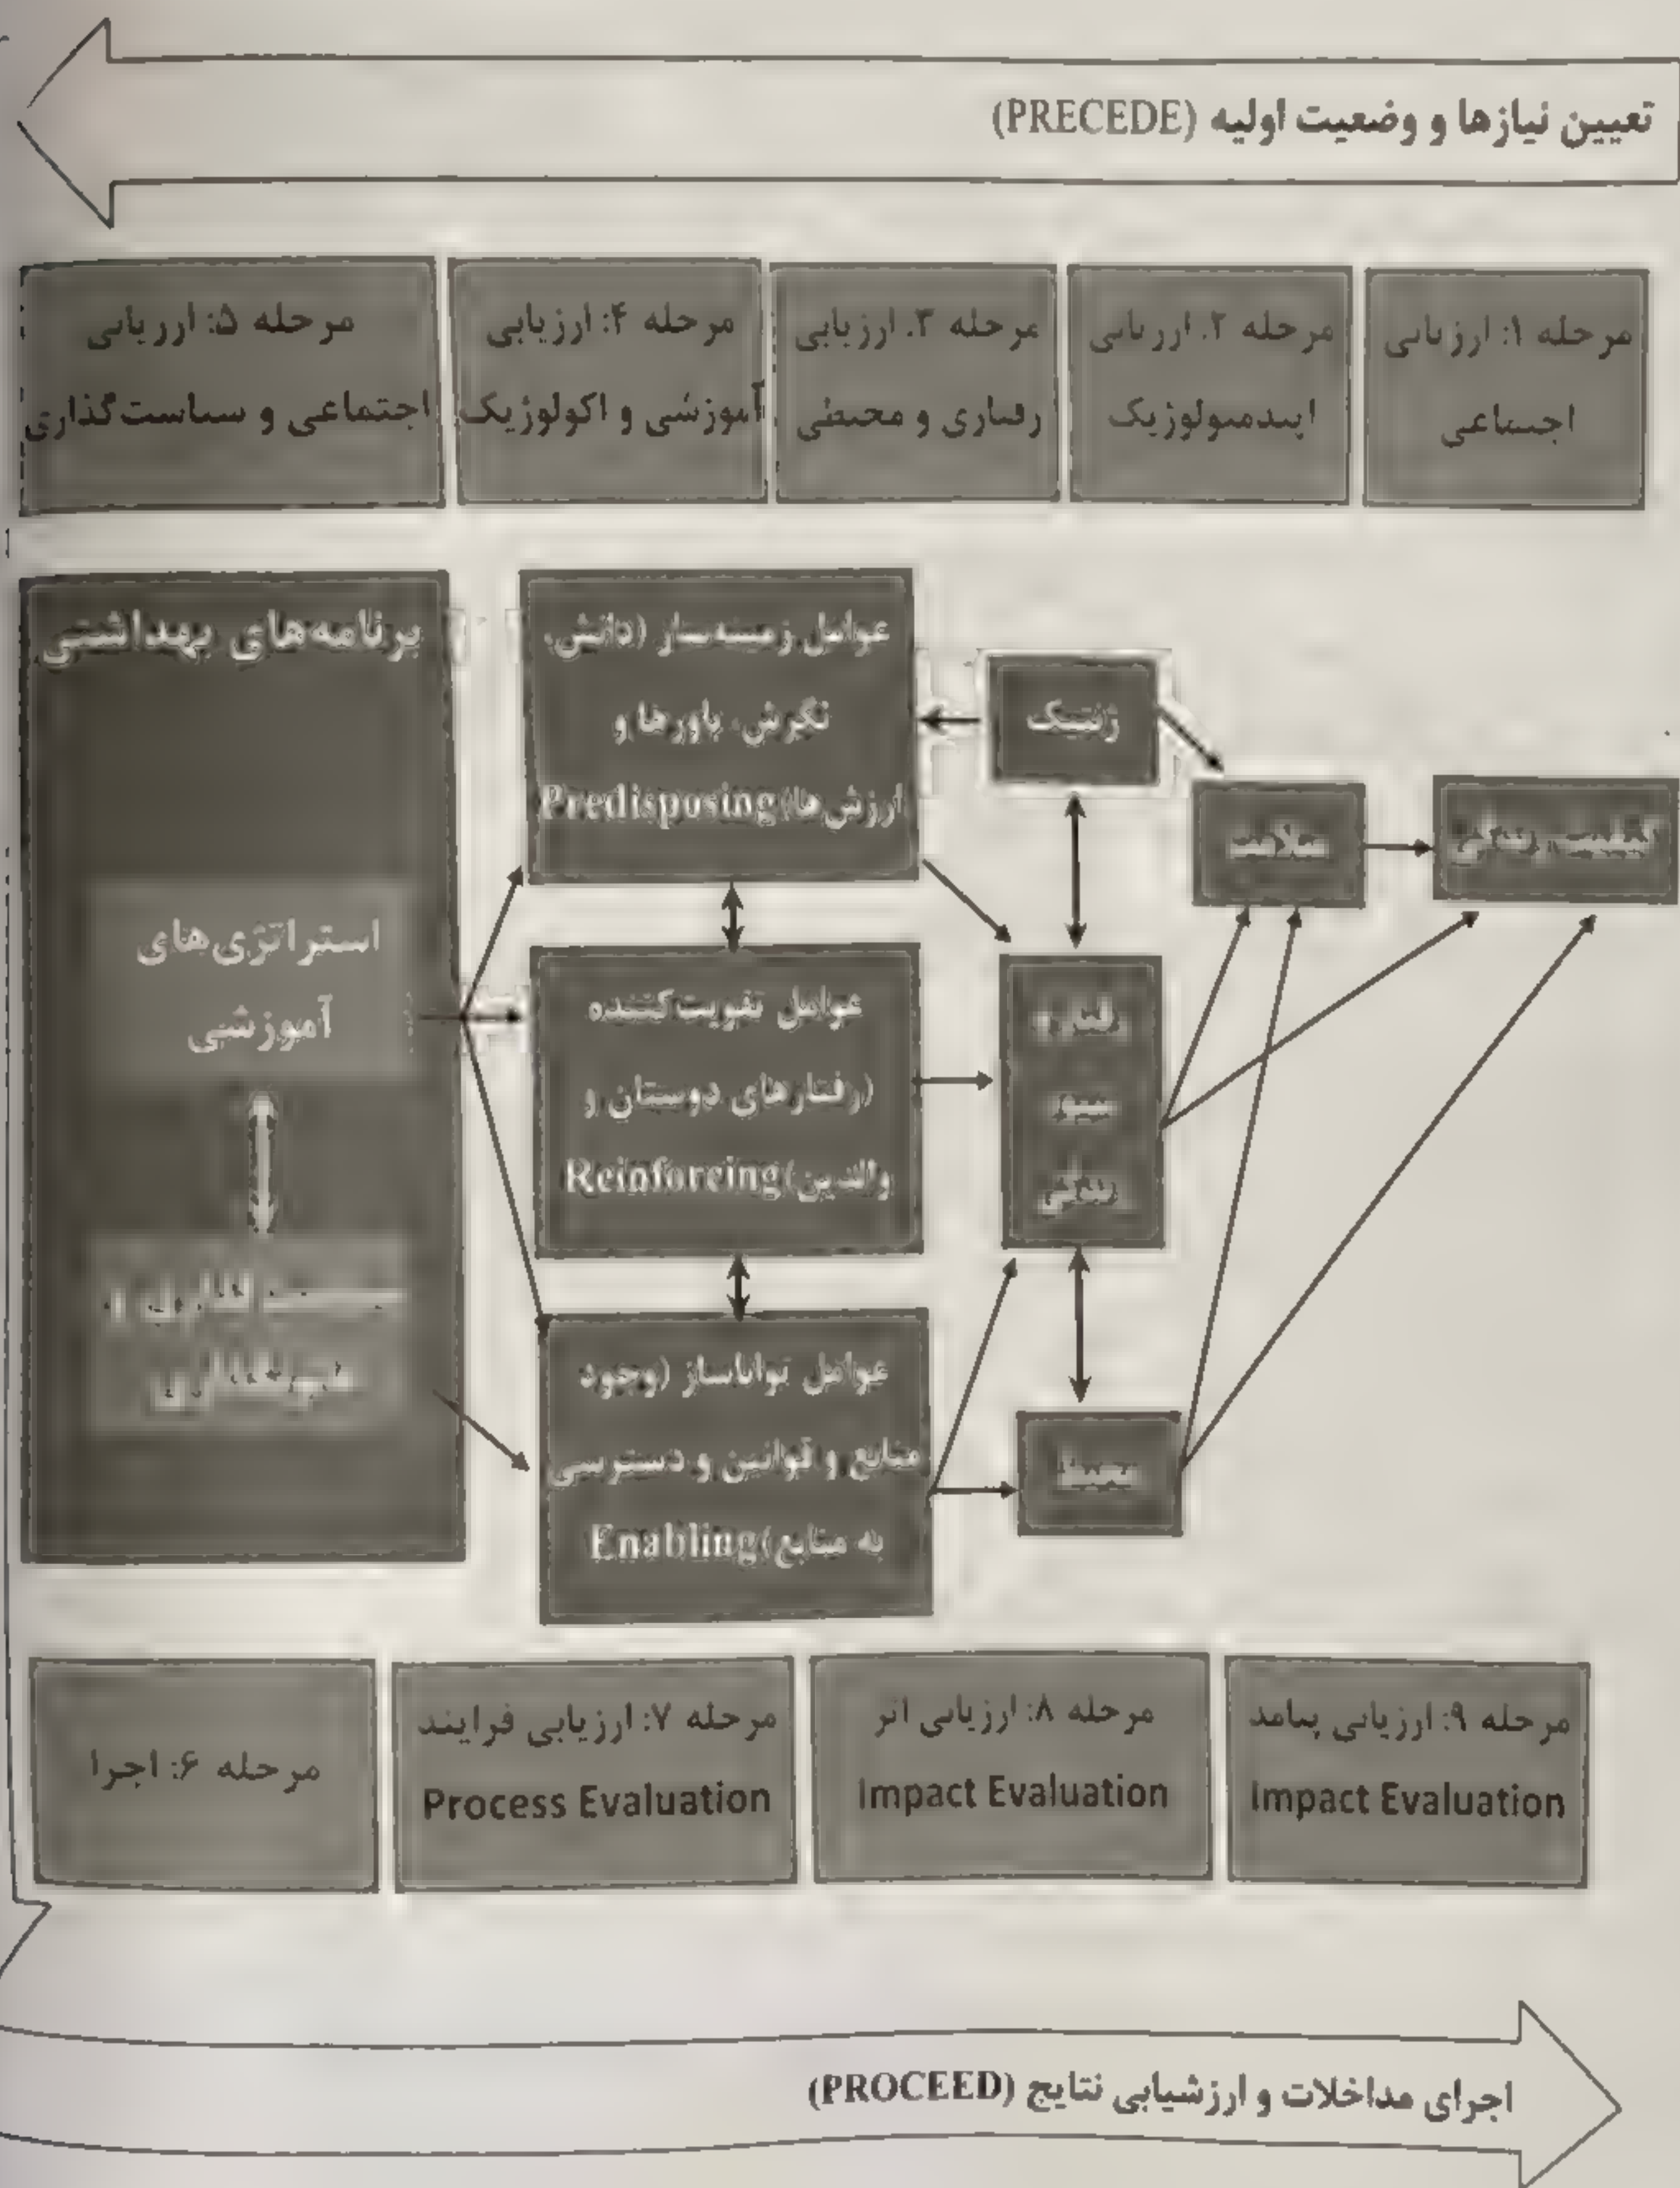 تعیین نیازها و وضعیت اولیه (PRECEDE)
مرحله ۱: ارزیابی
اجتماعی
مرحله ۲. ارزیابی
اپیدمیولوژیک
مرحله ۳. ارزیابی
رفتاری و محیطی
مرحله ۴: ارزیابی
آموزشی و اکولوژیک
مرحله ۵: ارزیابی
اجتماعی و سیاست‌گذاری
کیفیت زندگی
سلامت
ژنتیک
رفتار و
زندگی
محیط
عوامل زمینه‌ساز (دانش،
نگرش، باورها و
ارزش‌ها)Predisposing
عوامل تقویت‌کننده
(رفتارهای دوستان و
والدین)Reinforcing
عوامل تواناساز (وجود
منابع و قوانین و دسترسی
به منابع)Enabling
برنامه‌های بهداشتی
استراتژی‌های
آموزشی
مرحله ۹: ارزیابی پیامد
Impact Evaluation
مرحله ۸: ارزیابی اثر
Impact Evaluation
مرحله ۷: ارزیابی فرایند
Process Evaluation
مرحله ۶: اجرا
اجرای مداخلات و ارزشیابی نتایج (PROCEED)